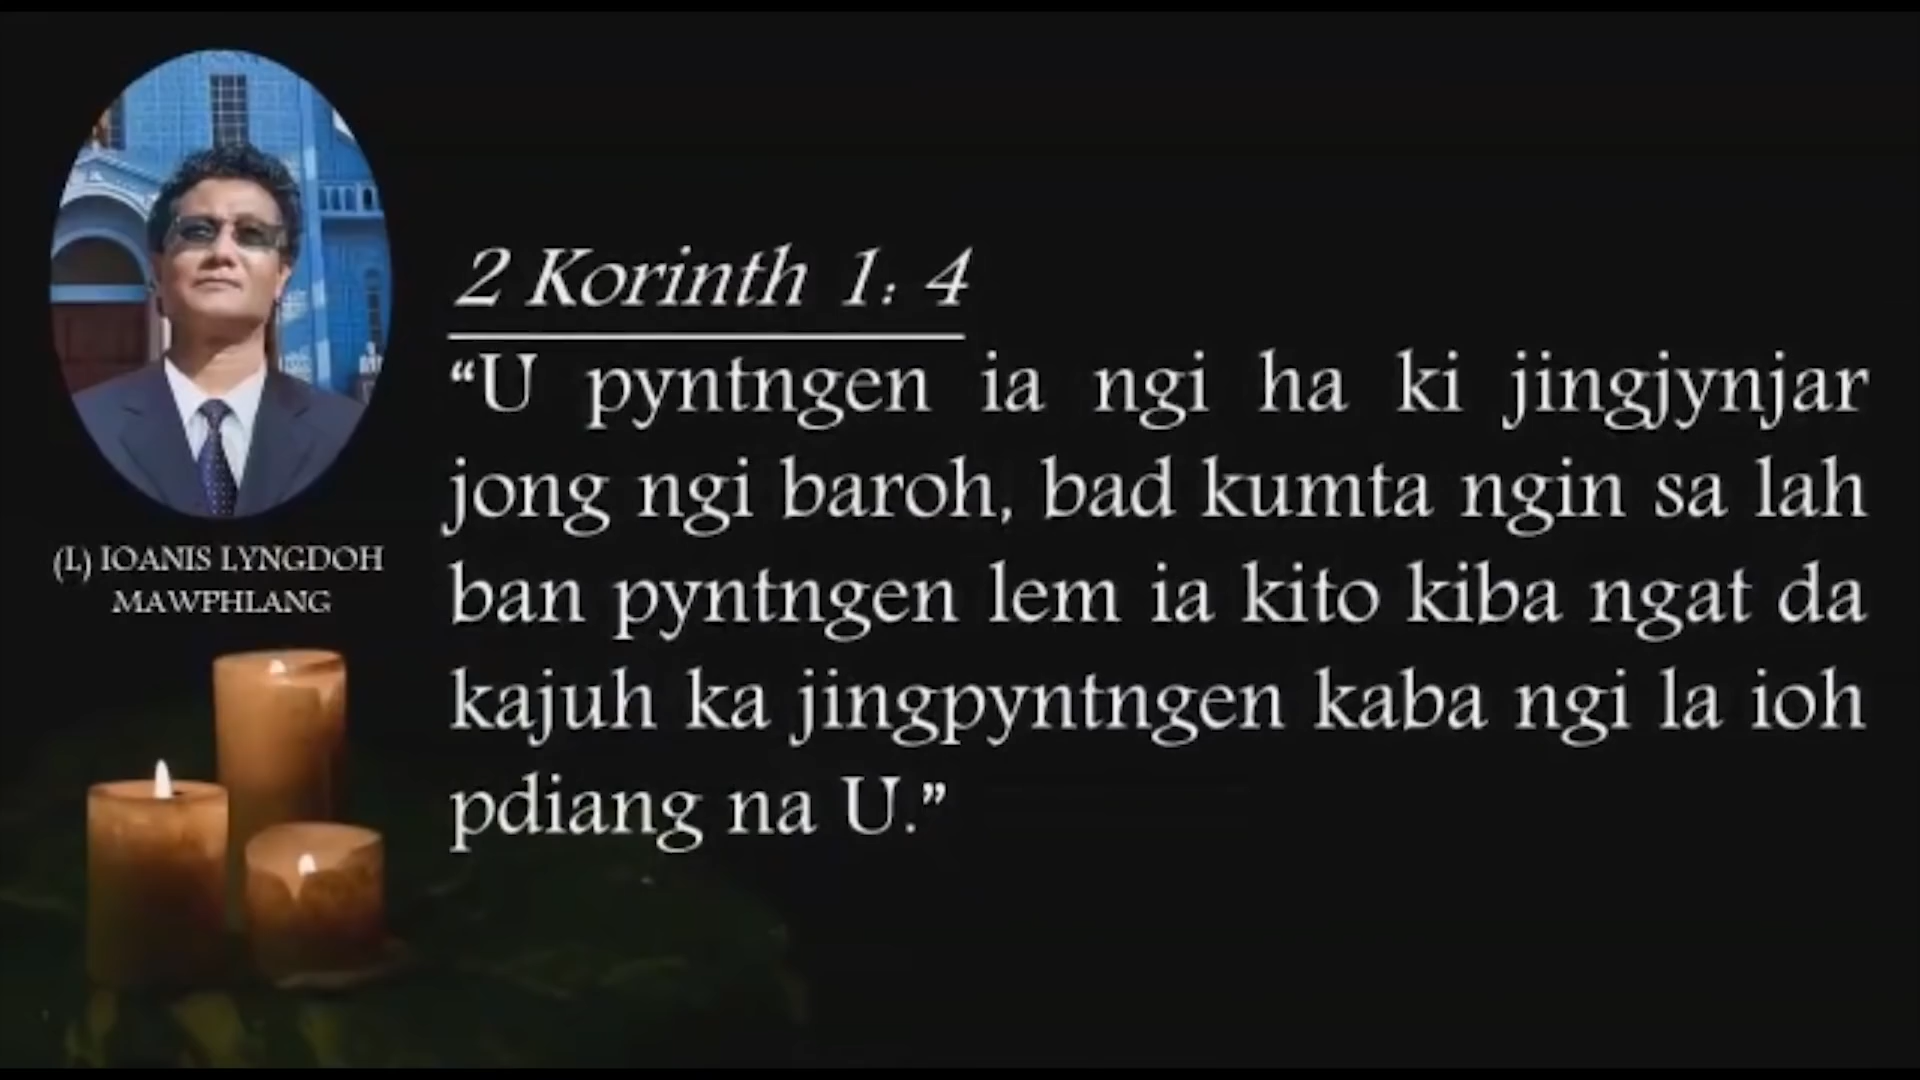 2 Korinth 1: 4
“U pyntngen ia ngi ha ki jingjynjar
jong ngi baroh, bad kumta ngin sa lah
ban pyntngen lem ia kito kiba ngat da
kajuh ka jingpyntngen kaba ngi la ioh
pdiang na U.”
(L) IOANIS LYNGDOH
MAWPHLANG